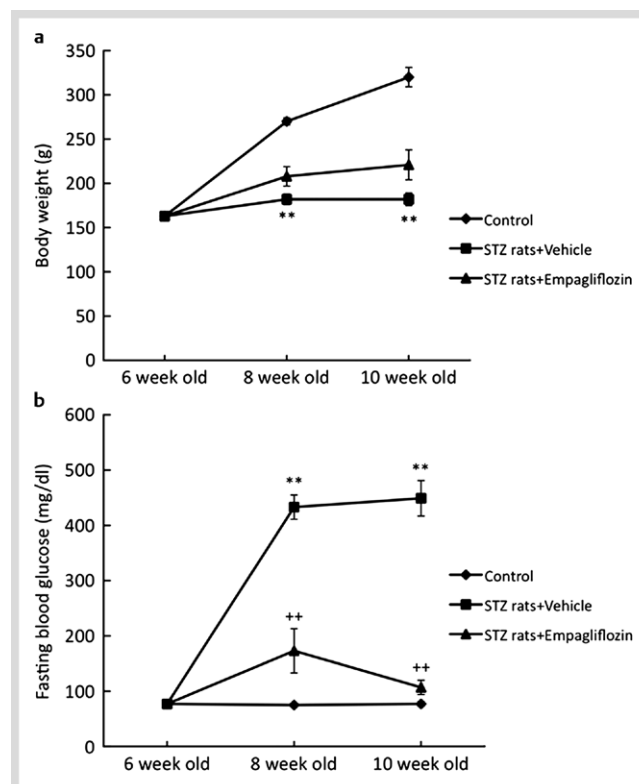 a
350
300
250
200
150
100
50
0
Body weight (g)
**
**
Control
STZ rats+Vehicle
STZ rats+Empagliflozin
6 week old 8 week old 10 week old
b
600
500
400
300
200
100
0
Fasting blood glucose (mg/dl)
**
**
++
++
Control
STZ rats+Vehicle
STZ rats+Empagliflozin
6 week old 8 week old 10 week old